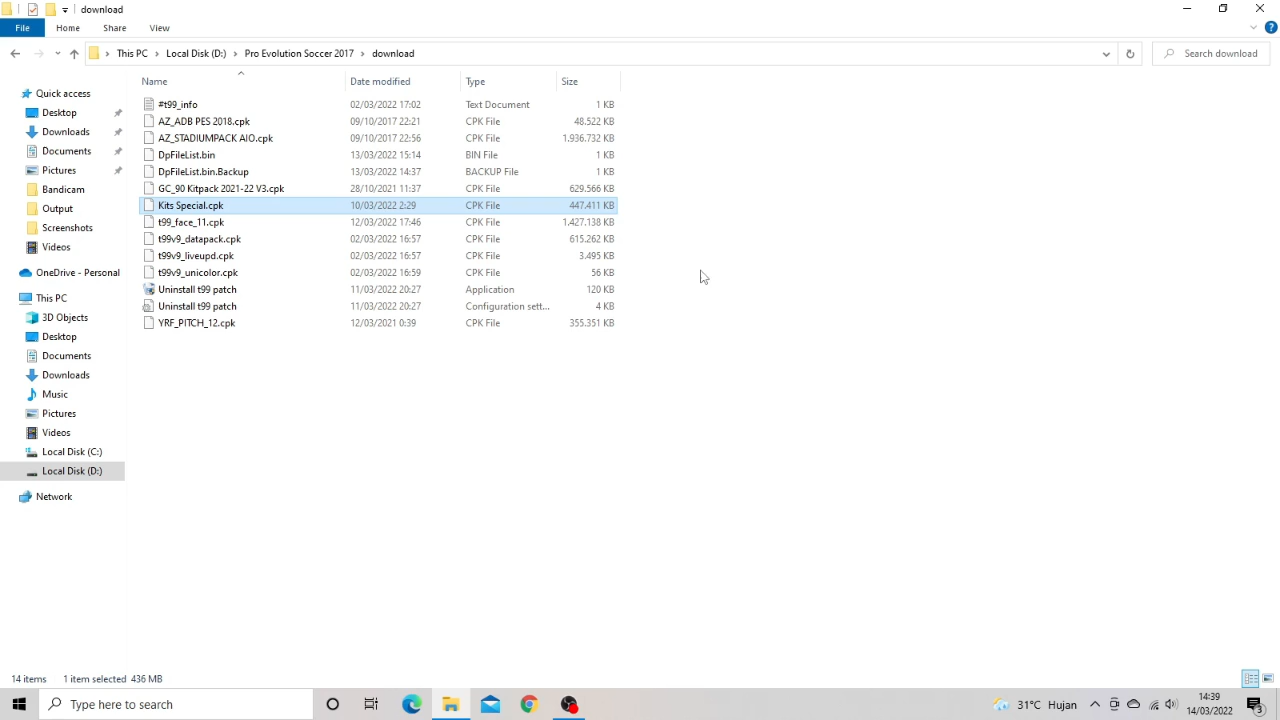 download
File Home Share View
This PC Local Disk (D:) Pro Evolution Soccer 2017 download Search download
Name Date modified Type Size
#t99_info 02/03/2022 17:02 Text Document 1 KB
AZ_ADB PES 2018.cpk 09/10/2017 22:21 CPK File 48.522 KB
AZ_STADIUMPACK AIO.cpk 09/10/2017 22:56 CPK File 1.936.732 KB
DpFileList.bin 13/03/2022 15:14 BIN File 1 KB
DpFileList.bin.Backup 13/03/2022 14:37 BACKUP File 1 KB
GC_90 Kitpack 2021-22 V3.cpk 28/10/2021 11:37 CPK File 629.566 KB
Kits Special.cpk 10/03/2022 2:29 CPK File 447.411 KB
t99_face_11.cpk 12/03/2022 17:46 CPK File 1.427.138 KB
t99v9_datapack.cpk 02/03/2022 16:57 CPK File 615.262 KB
t99v9_liveupd.cpk 02/03/2022 16:57 CPK File 3.495 KB
t99v9_unicolor.cpk 02/03/2022 16:59 CPK File 56 KB
Uninstall t99 patch 11/03/2022 20:27 Application 120 KB
Uninstall t99 patch 11/03/2022 20:27 Configuration sett... 4 KB
YRF_PITCH_12.cpk 12/03/2021 0:39 CPK File 355.351 KB
Quick access
Desktop
Downloads
Documents
Pictures
Bandicam
Output
Screenshots
Videos
OneDrive - Personal
This PC
3D Objects
Desktop
Documents
Downloads
Music
Pictures
Videos
Local Disk (C:)
Local Disk (D:)
Network
14 items 1 item selected 436 MB
Type here to search
31°C Hujan
14:39
14/03/2022
3